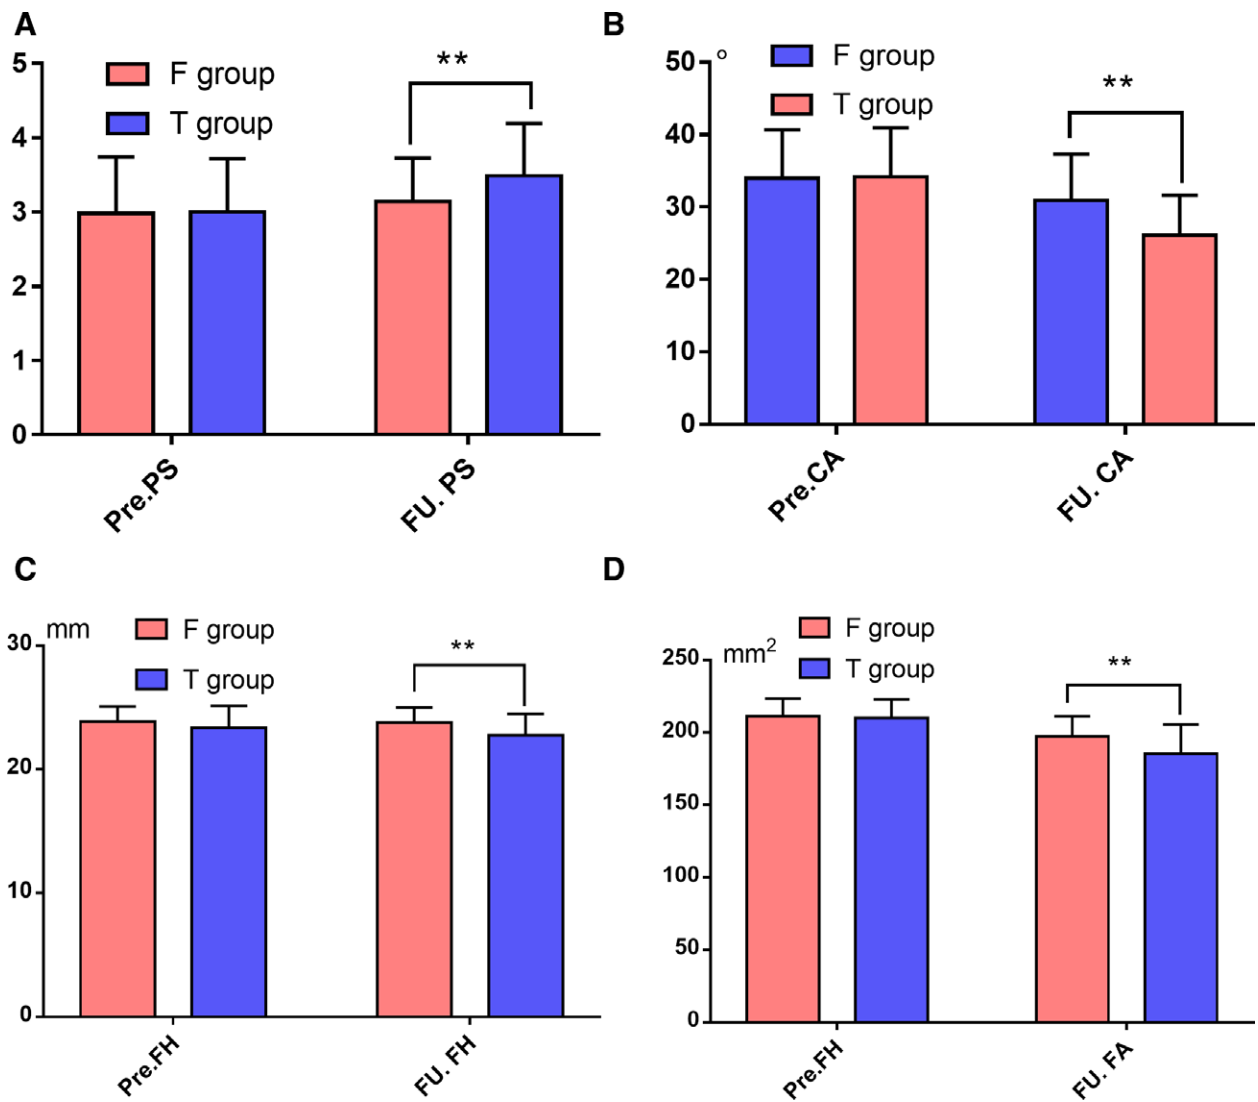 A
5
4
3
2
1
0
F group
T group
**
Pre.PS
FU. PS
B
50
40
30
20
10
0
°
F group
T group
**
Pre.CA
FU. CA
C
30
20
10
0
mm
F group
T group
**
Pre.FH
FU. FH
D
250
200
150
100
50
0
mm²
F group
T group
**
Pre.FH
FU. FA